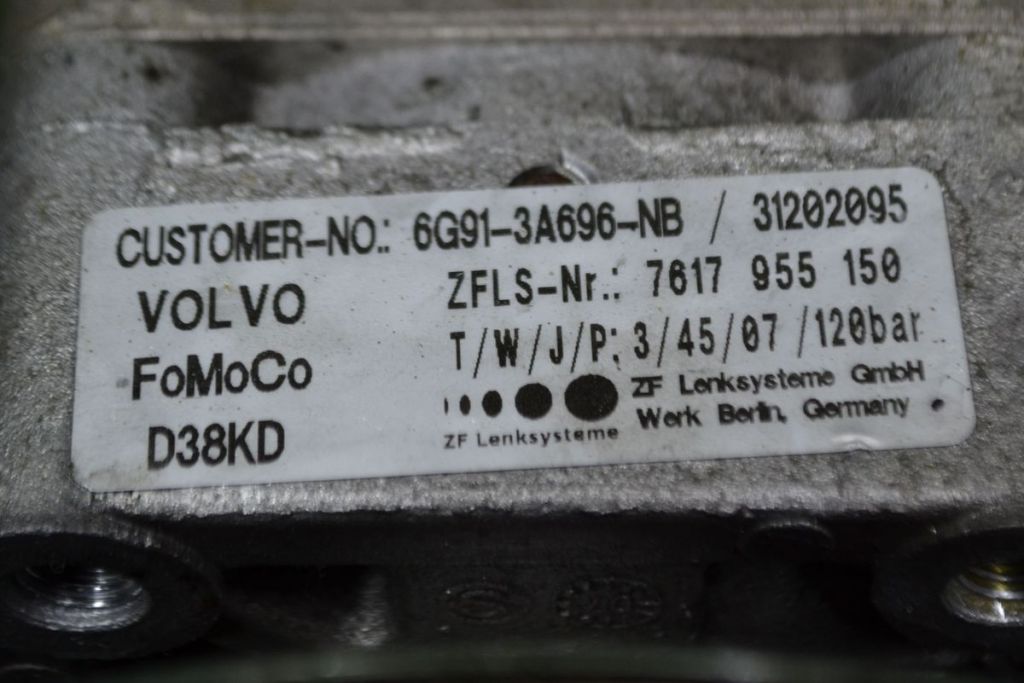 CUSTOMER-NO.: 6G91-3A696-NB / 31202095
VOLVO
ZFLS-Nr.: 7617 955 150
FoMoCo
T/W/J/P: 3/45/07 /120bar
D38KD
ZF Lenksysteme
ZF Lenksysteme GmbH
Werk Berlin, Germany